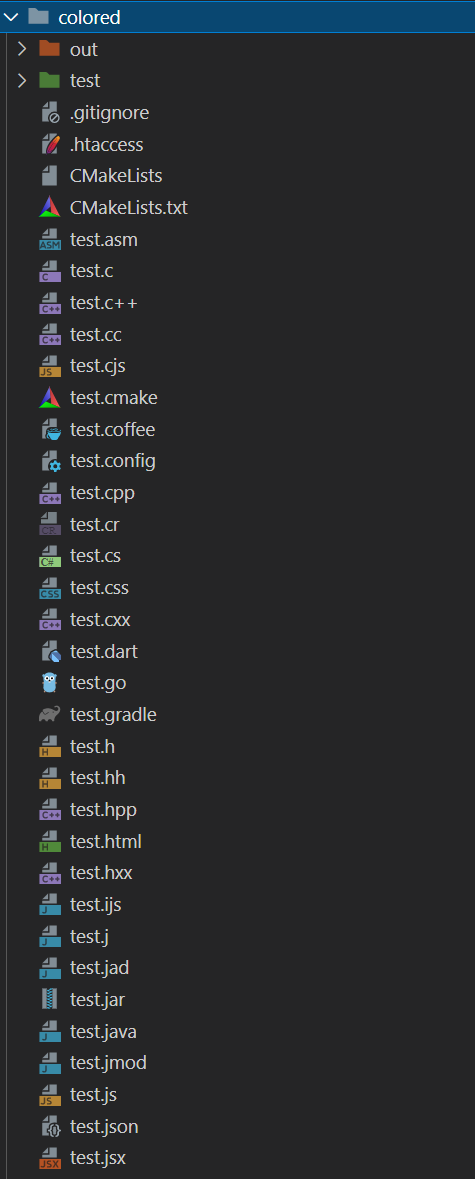 colored
out
test
.gitignore
.htaccess
CMakeLists
CMakeLists.txt
ASM test.asm
C test.c
C++ test.c++
C++ test.cc
JS test.cjs
test.cmake
test.coffee
test.config
C++ test.cpp
test.cr
C# test.cs
CSS test.css
C++ test.cxx
test.dart
test.go
test.gradle
H test.h
H test.hh
C++ test.hpp
H test.html
C++ test.hxx
J test.ijs
J test.j
J test.jad
test.jar
J test.java
J test.jmod
JS test.js
{} test.json
JSX test.jsx